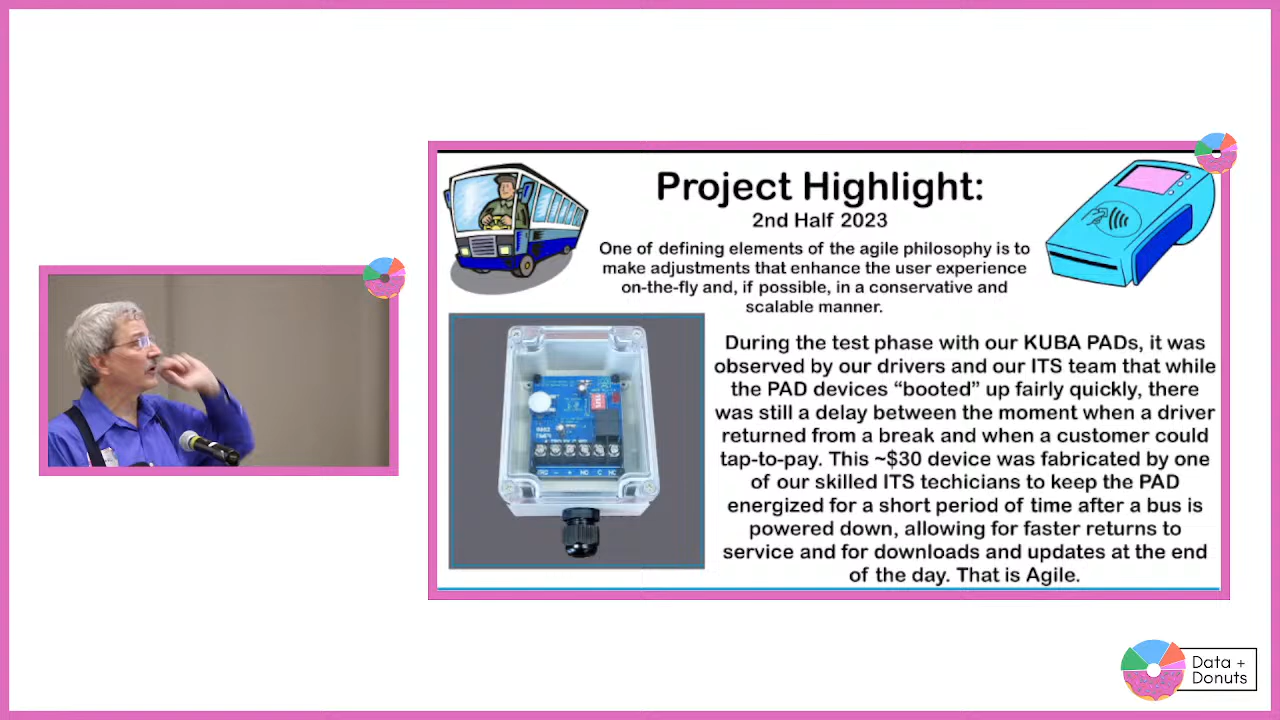 Project Highlight:
2nd Half 2023
One of defining elements of the agile philosophy is to
make adjustments that enhance the user experience
on-the-fly and, if possible, in a conservative and
scalable manner.
During the test phase with our KUBA PADs, it was
observed by our drivers and our ITS team that while
the PAD devices “booted” up fairly quickly, there
was still a delay between the moment when a driver
returned from a break and when a customer could
tap-to-pay. This ~$30 device was fabricated by one
of our skilled ITS techicians to keep the PAD
energized for a short period of time after a bus is
powered down, allowing for faster returns to
service and for downloads and updates at the end
of the day. That is Agile.
Data +
Donuts